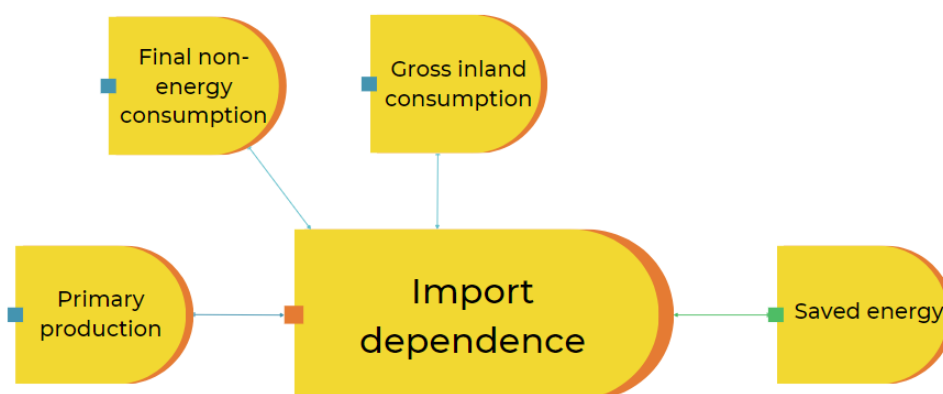 Final non-
energy
consumption
Gross inland
consumption
Primary
production
Import
dependence
Saved energy